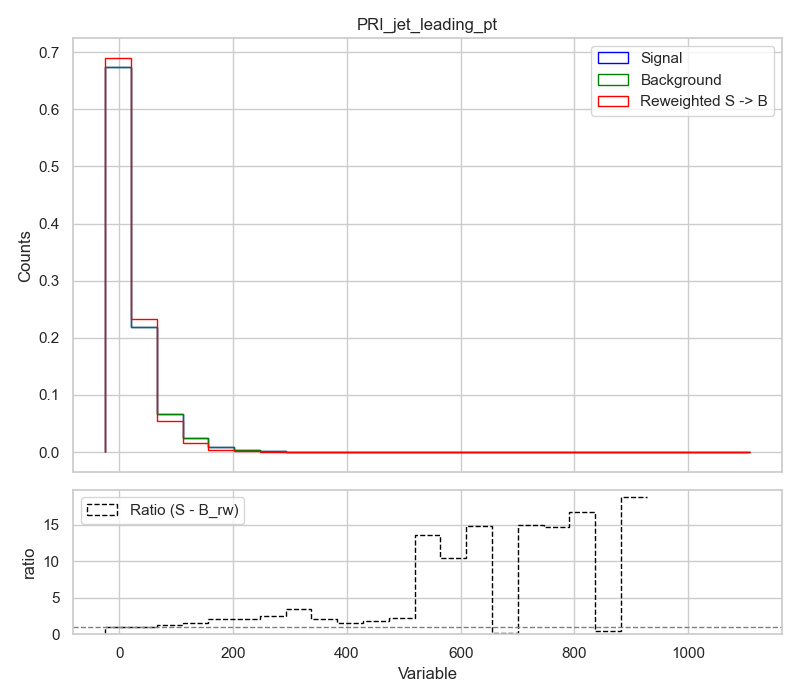 PRI_jet_leading_pt
0.7
0.6
0.5
0.4
0.3
0.2
0.1
0.0
Counts
Signal
Background
Reweighted S -> B
Ratio (S - B_rw)
15
10
5
0
ratio
0
200
400
600
800
1000
Variable